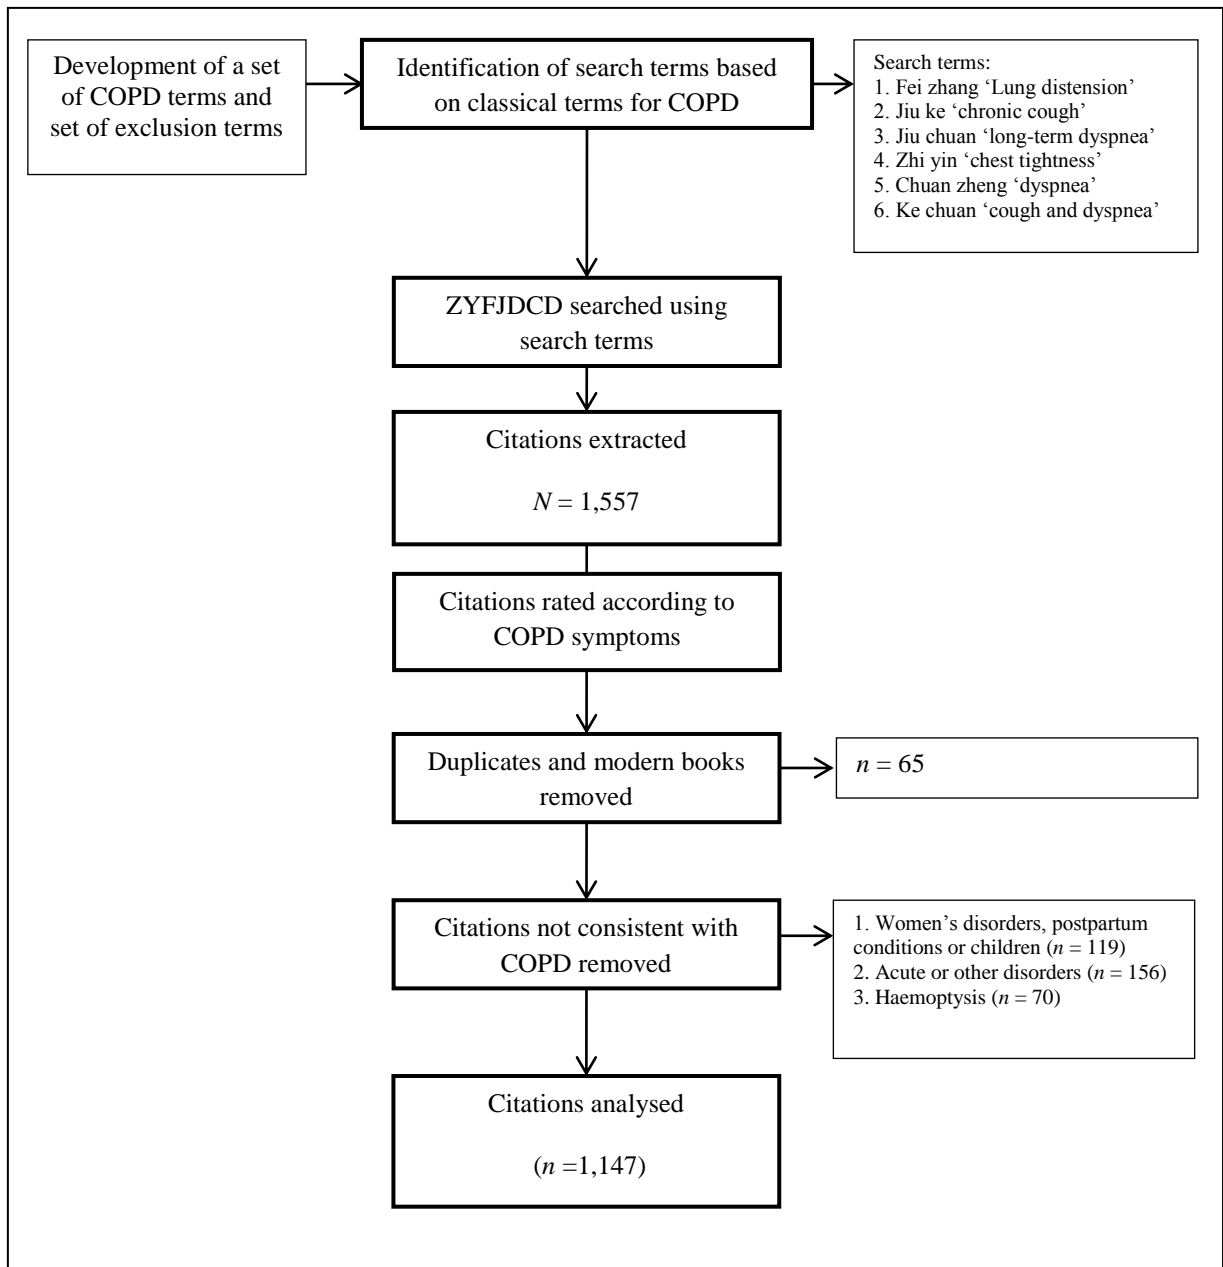 Development of a set
of COPD terms and
set of exclusion terms
Identification of search terms based
on classical terms for COPD
Search terms:
1. Fei zhang ‘Lung distension’
2. Jiu ke ‘chronic cough’
3. Jiu chuan ‘long-term dyspnea’
4. Zhi yin ‘chest tightness’
5. Chuan zheng ‘dyspnea’
6. Ke chuan ‘cough and dyspnea’
ZYFJDCD searched using
search terms
Citations extracted
N = 1,557
Citations rated according to
COPD symptoms
Duplicates and modern books
removed
n = 65
Citations not consistent with
COPD removed
1. Women’s disorders, postpartum
conditions or children (n = 119)
2. Acute or other disorders (n = 156)
3. Haemoptysis (n = 70)
Citations analysed
(n =1,147)